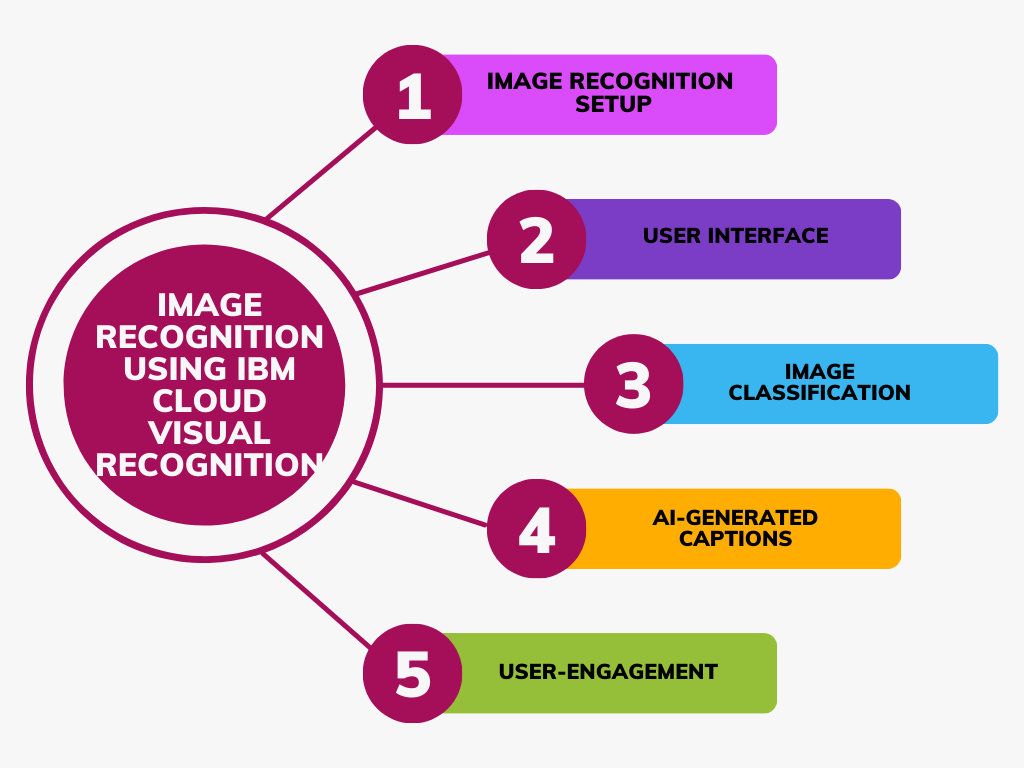 1
IMAGE RECOGNITION
SETUP
2
USER INTERFACE
IMAGE
RECOGNITION
USING IBM
CLOUD
VISUAL
RECOGNITION
3
IMAGE
CLASSIFICATION
4
AI-GENERATED
CAPTIONS
5
USER-ENGAGEMENT